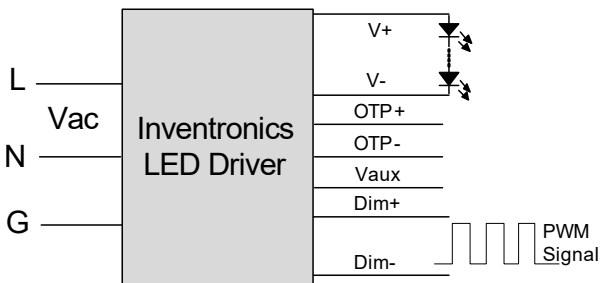 L
Vac
N
G
Inventronics
LED Driver
V+
V-
OTP+
OTP-
Vaux
Dim+
Dim-
PWM
Signal